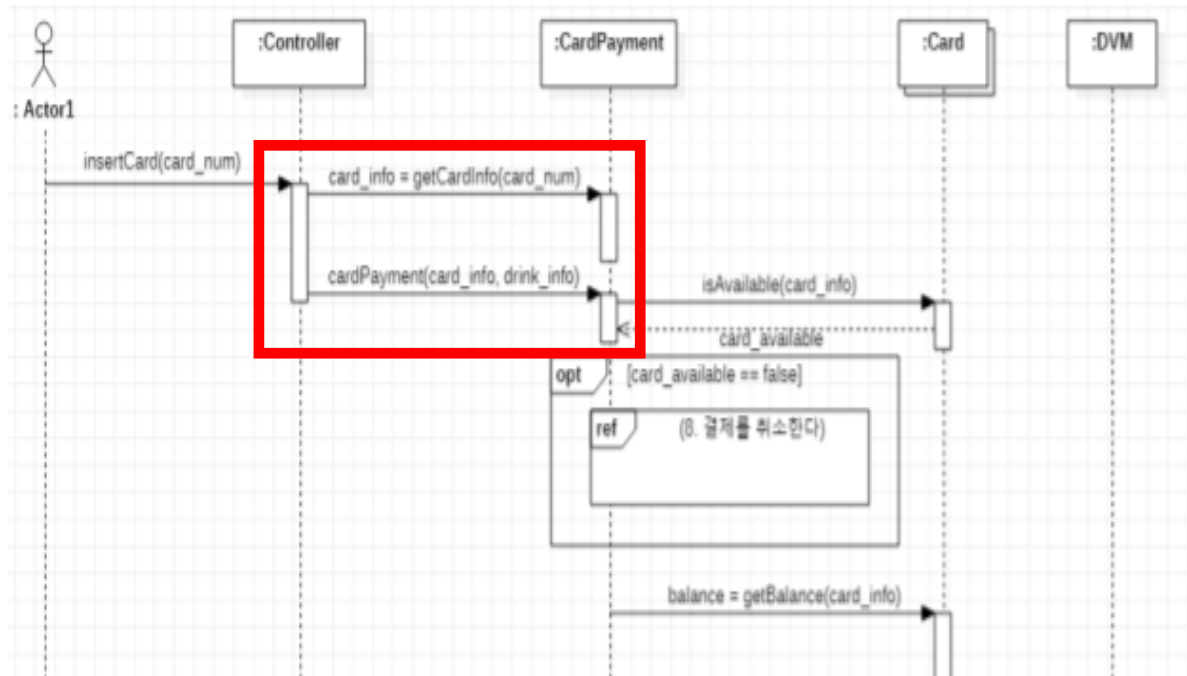 :Controller
:CardPayment
:Card
:DVM
: Actor1
insertCard(card_num)
card_info = getCardInfo(card_num)
cardPayment(card_info, drink_info)
isAvailable(card_info)
card_available
opt
[card_available == false]
ref
(8. 결제를 취소한다)
balance = getBalance(card_info)